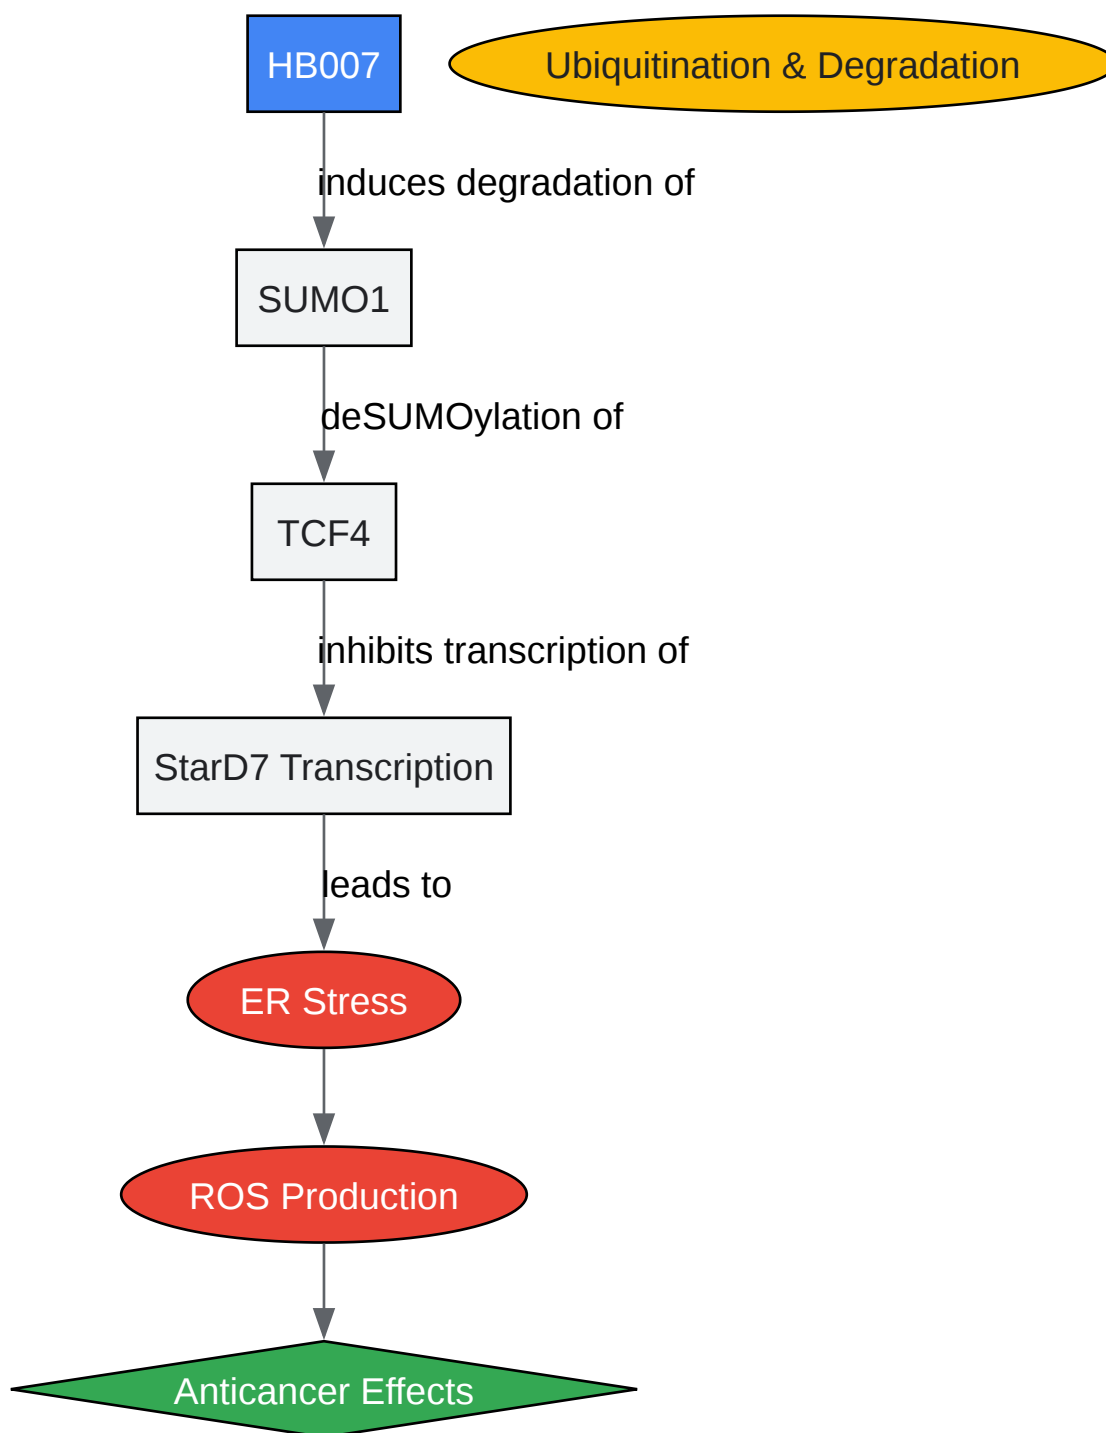 HB007
Ubiquitination & Degradation
induces degradation of
SUMO1
deSUMOylation of
TCF4
inhibits transcription of
StarD7 Transcription
leads to
ER Stress
ROS Production
Anticancer Effects